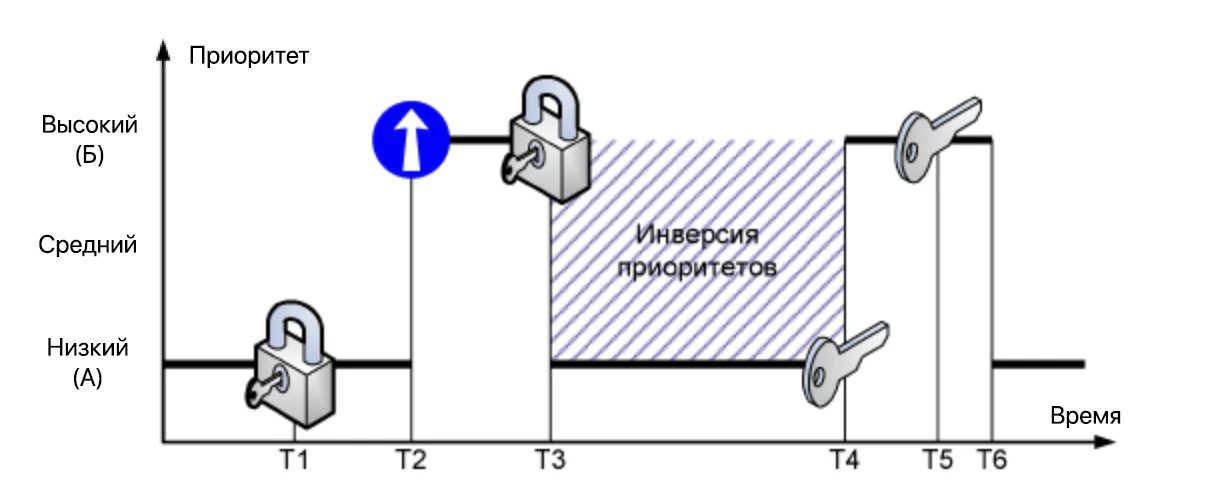 Приоритет
Высокий
(Б)
Средний
Инверсия
приоритетов
Низкий
(А)
Время
T1 T2 T3 T4 T5 T6